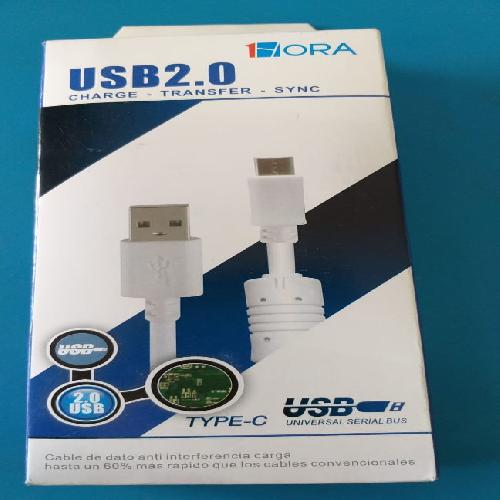 1HORA
USB2.0
CHARGE - TRANSFER - SYNC
USB
2.0
USB
TYPE-C
USB
UNIVERSAL SERIAL BUS
Cable de dato anti interferencia carga
hasta un 60% mas rapido que los cables convencionales